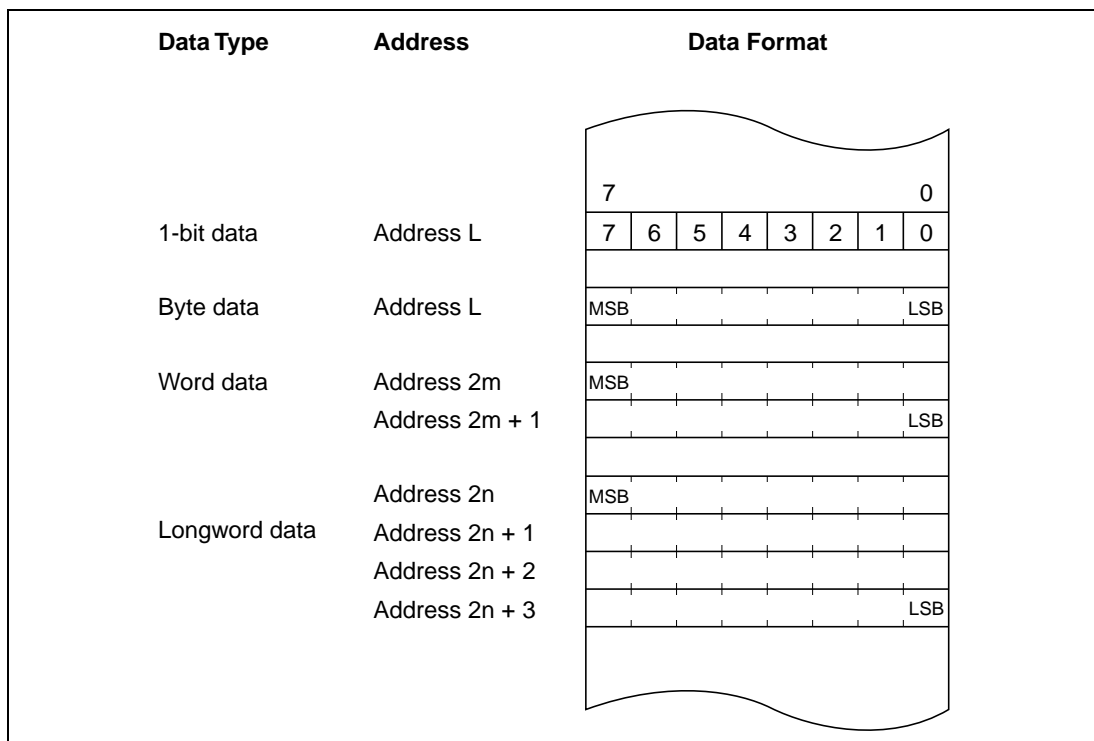 Data Type Address Data Format
7 0
1-bit data Address L 7 6 5 4 3 2 1 0
Byte data Address L MSB LSB
Word data Address 2m MSB
Address 2m + 1 LSB
Address 2n MSB
Longword data Address 2n + 1
Address 2n + 2
Address 2n + 3 LSB